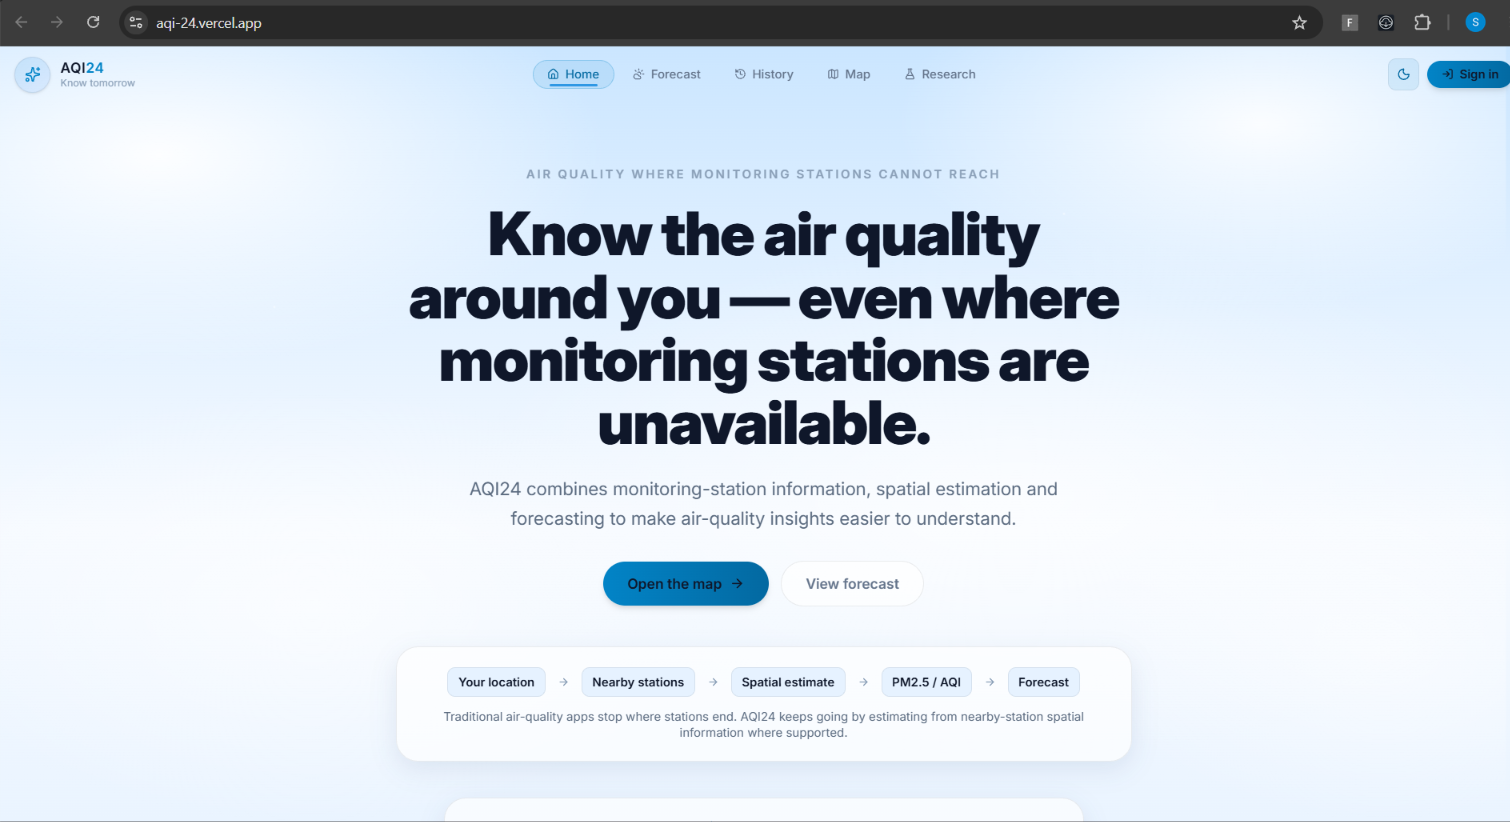 aqi-24.vercel.app
F
S
AQI24
Know tomorrow
Home
Forecast
History
Map
Research
Sign in
AIR QUALITY WHERE MONITORING STATIONS CANNOT REACH
Know the air quality
around you — even where
monitoring stations are
unavailable.
AQI24 combines monitoring-station information, spatial estimation and
forecasting to make air-quality insights easier to understand.
Open the map →
View forecast
Your location → Nearby stations → Spatial estimate → PM2.5 / AQI → Forecast
Traditional air-quality apps stop where stations end. AQI24 keeps going by estimating from nearby-station spatial
information where supported.